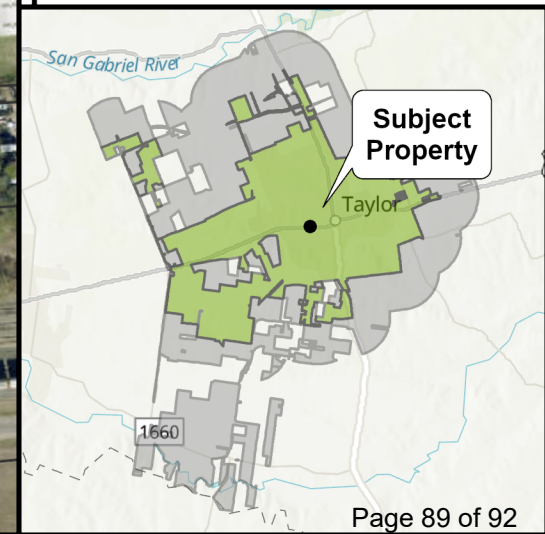 San Gabriel River
Subject
Property
Taylor
1660
Page 89 of 92